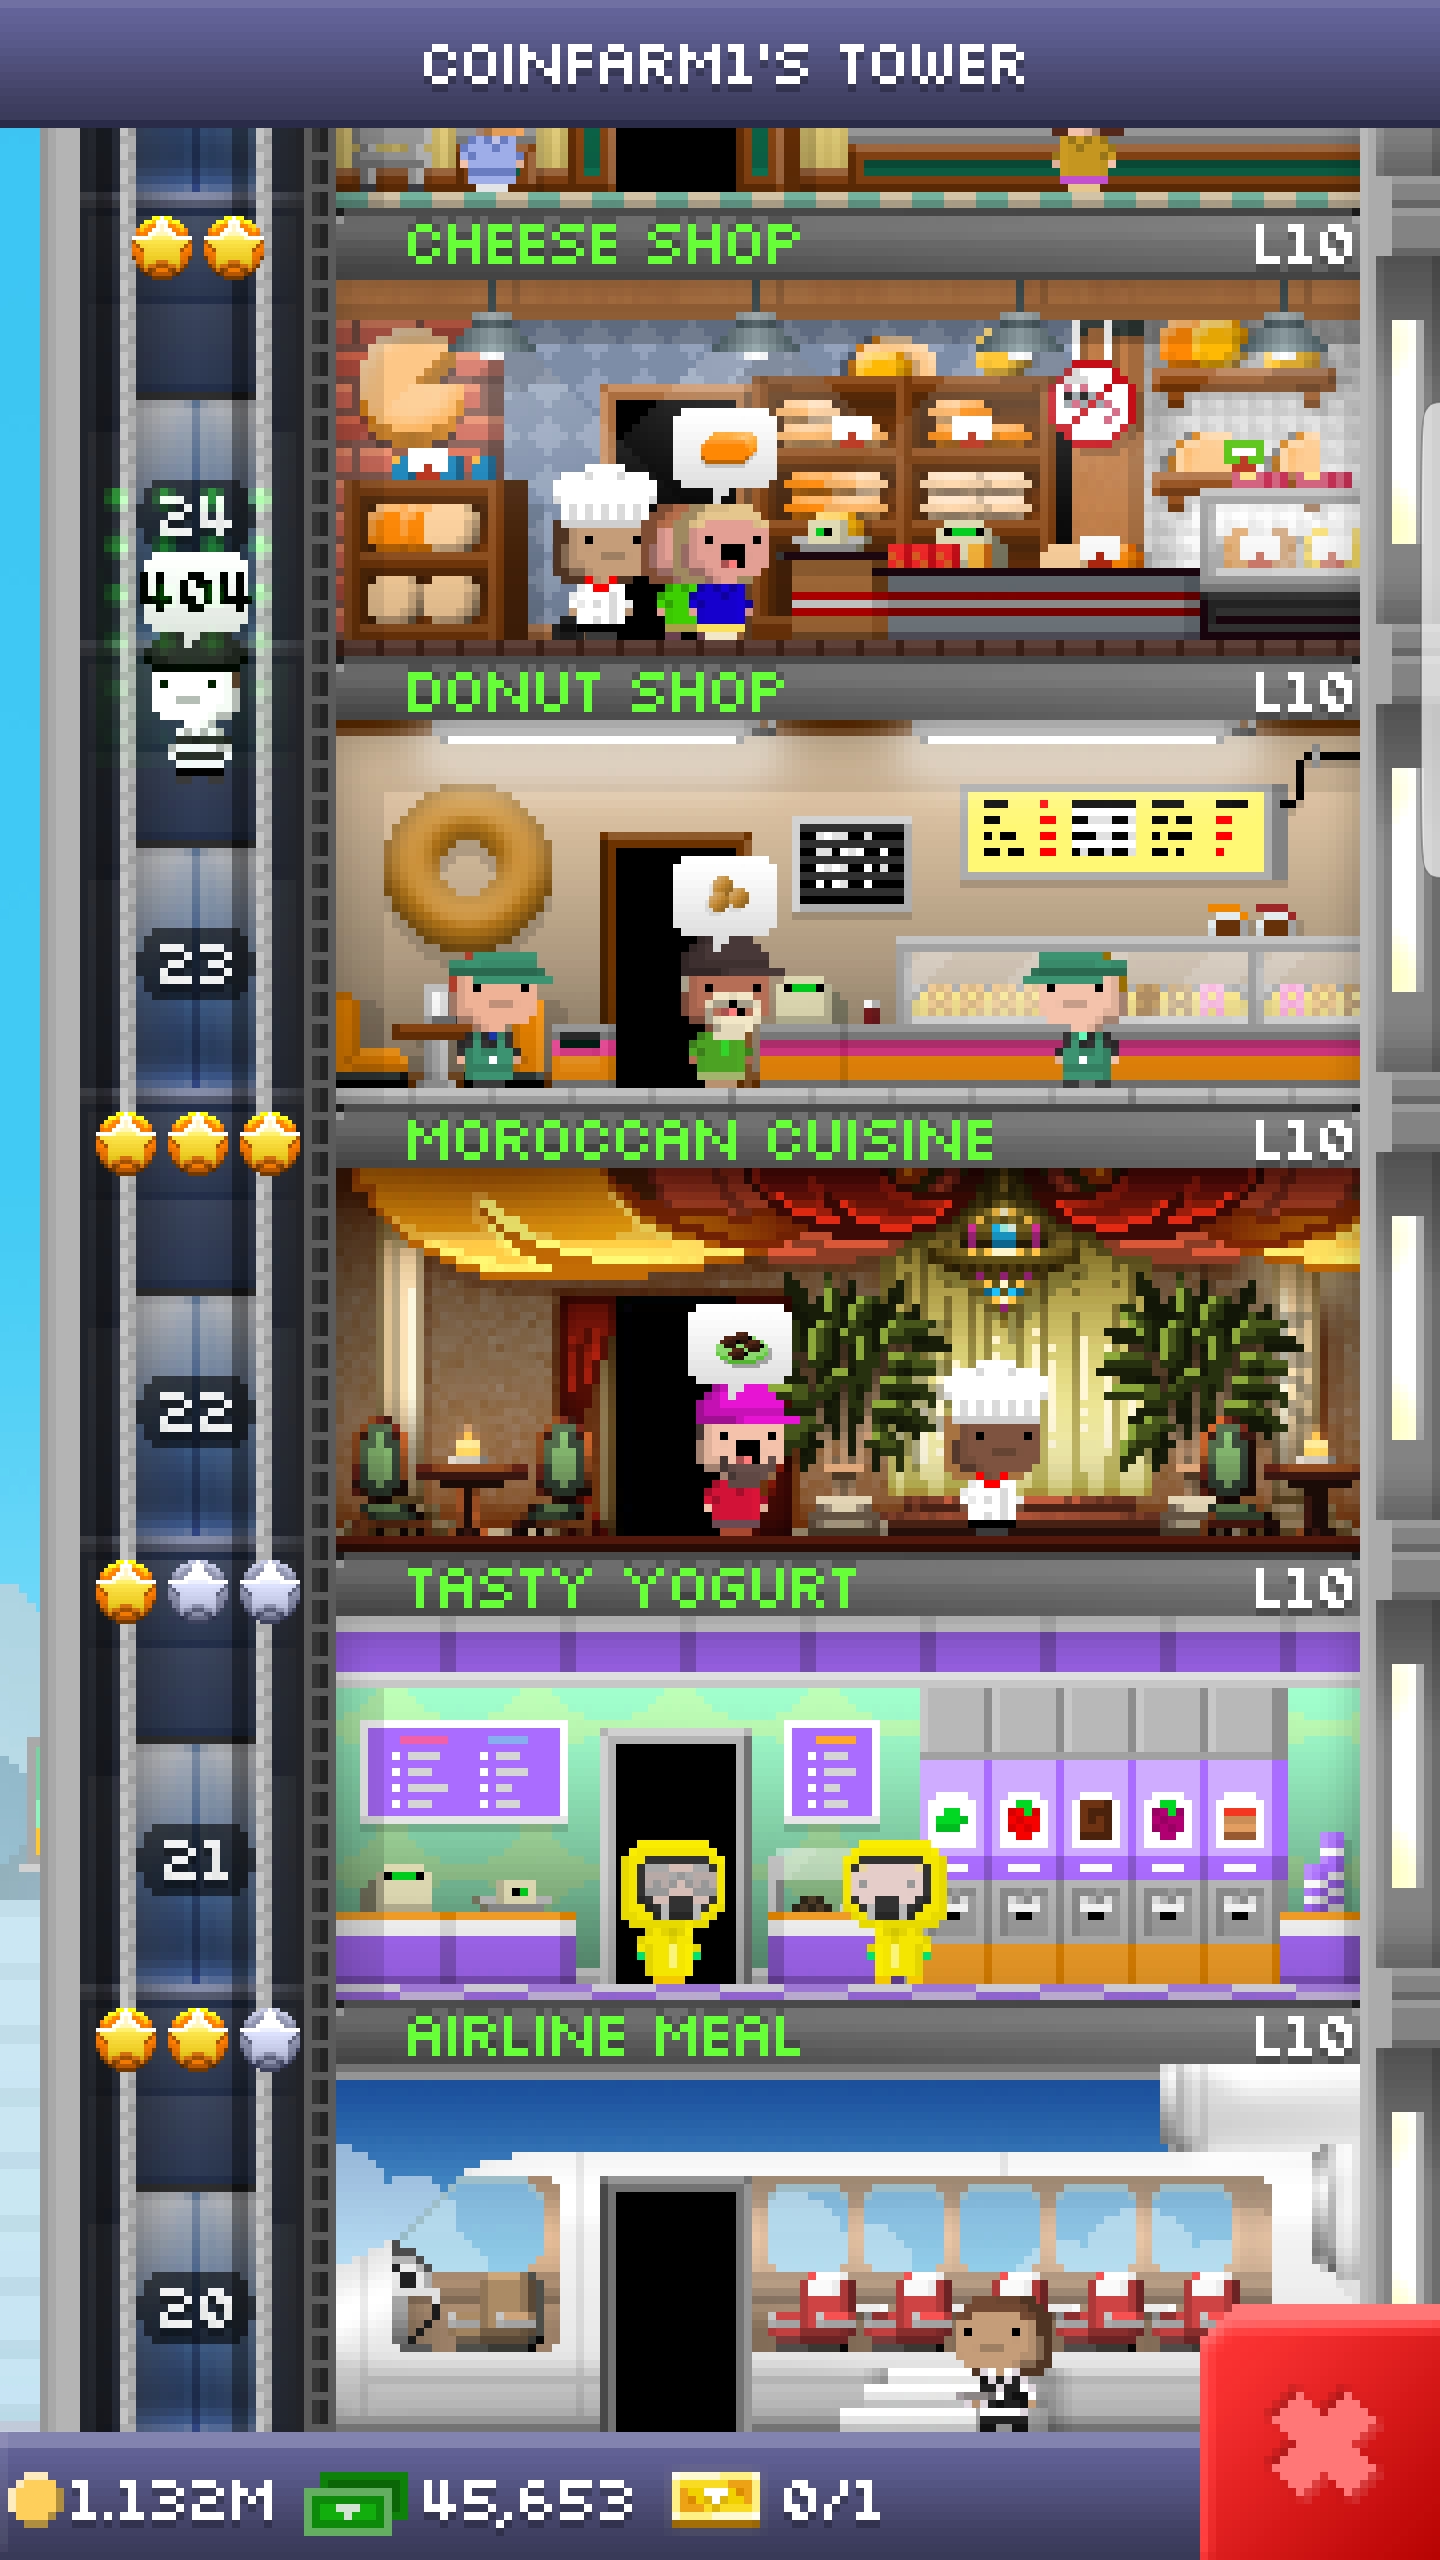 COINFARM1'S TOWER
CHEESE SHOP L10
24
404
DONUT SHOP L10
23
MOROCCAN CUISINE L10
22
TASTY YOGURT L10
21
AIRLINE MEAL L10
20
1.132M 45,653 0/1